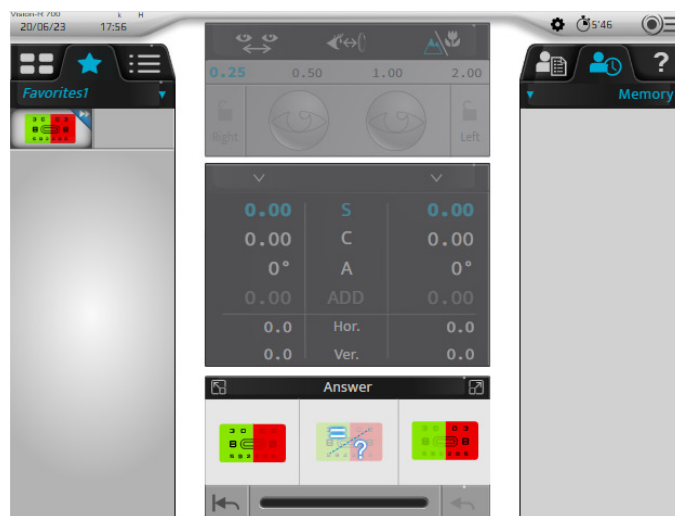 Vision-R 700
20/06/23 17:56
5'46
Favorites1
0.25 0.50 1.00 2.00
Right Left
0.00 S 0.00
0.00 C 0.00
0° A 0°
0.00 ADD 0.00
0.0 Hor. 0.0
0.0 Ver. 0.0
Answer
?
?
Memory